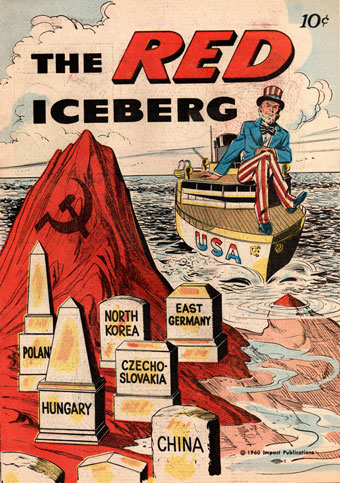 10¢
THE RED
ICEBERG
USA
NORTH
KOREA
EAST
GERMANY
POLAN
CZECHO-
SLOVAKIA
HUNGARY
CHINA
© 1960 Impact Publications